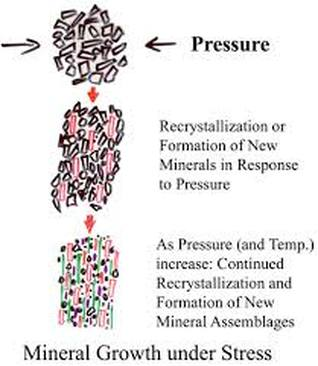 Pressure
Recrystallization or
Formation of New
Minerals in Response
to Pressure
As Pressure (and Temp.)
increase: Continued
Recrystallization and
Formation of New
Mineral Assemblages
Mineral Growth under Stress